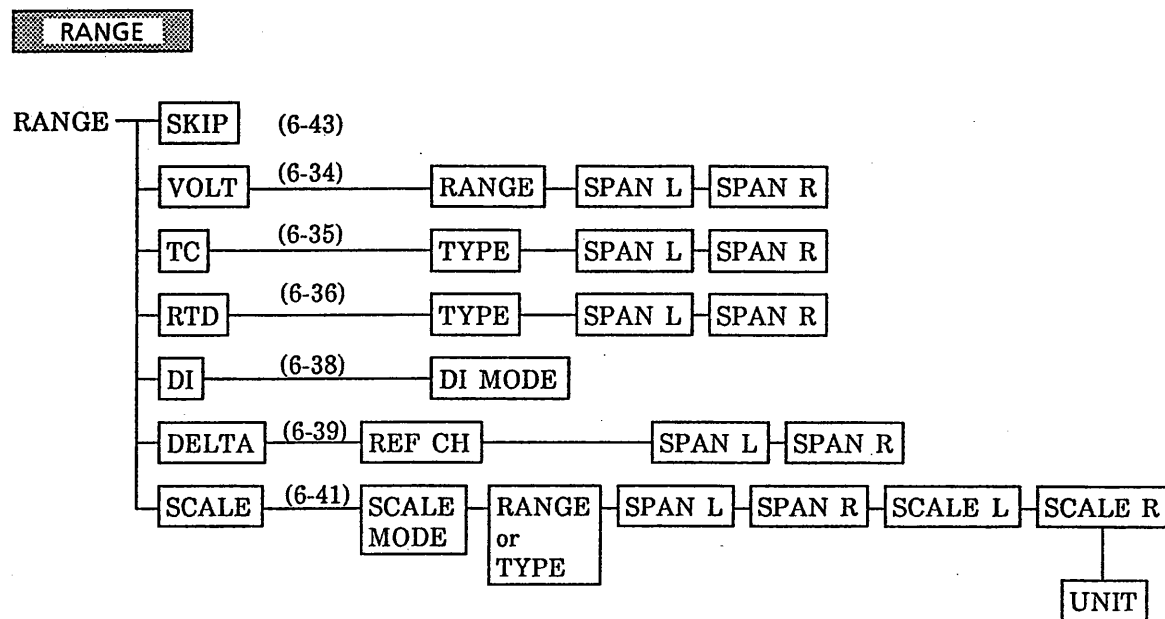 RANGE
RANGE SKIP (6-43)
VOLT (6-34) RANGE SPAN L SPAN R
TC (6-35) TYPE SPAN L SPAN R
RTD (6-36) TYPE SPAN L SPAN R
DI (6-38) DI MODE
DELTA (6-39) REF CH SPAN L SPAN R
SCALE (6-41) SCALE MODE RANGE or TYPE SPAN L SPAN R SCALE L SCALE R
UNIT